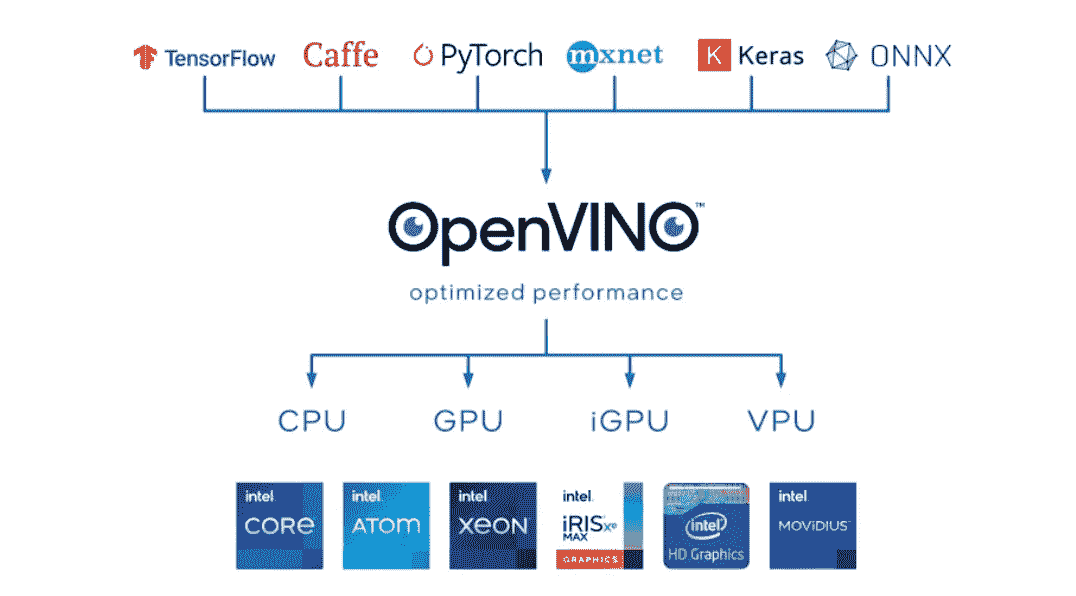 TensorFlow Caffe PyTorch mxnet K Keras ONNX
OpenVINO™
optimized performance
CPU GPU iGPU VPU
intel. CORE
intel. ATOM
intel. XEON
intel. iRIS Xe MAX GRAPHICS
intel HD Graphics
intel. MOVIDIUS™